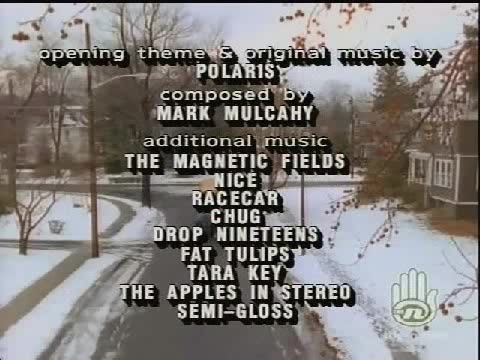 opening theme & original music by
POLARIS
composed by
MARK MULCAHY
additional music
THE MAGNETIC FIELDS
NICE
RACECAR
CHUG
DROP NINETEENS
FAT TULIPS
TARA KEY
THE APPLES IN STEREO
SEMI-GLOSS
n